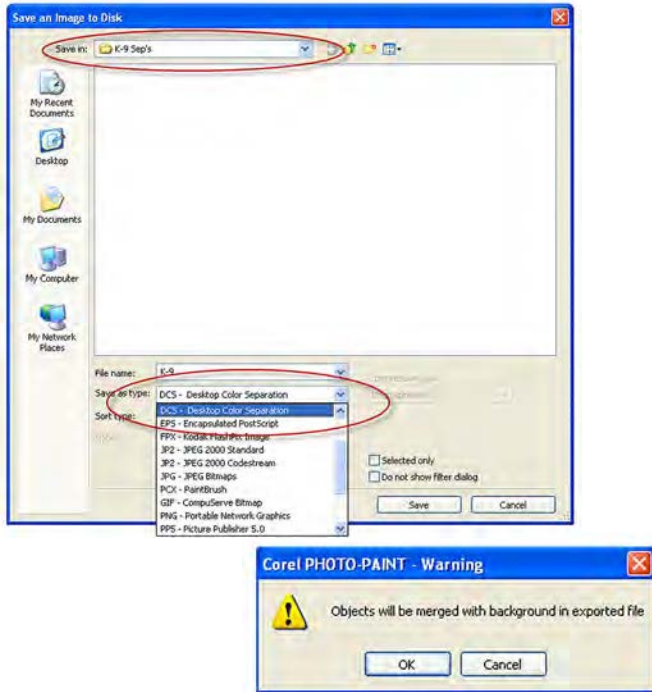 Save an Image to Disk
Save in: K-9 Sep's
My Recent
Documents
Desktop
My Documents
My Computer
My Network
Places
File name: K-9
Save as type: DCS - Desktop Color Separation
Sort type:
DCS - Desktop Color Separation
EPS - Encapsulated PostScript
FPX - Kodak FlashPix Image
JP2 - JPEG 2000 Standard
JP2 - JPEG 2000 Codestream
JPG - JPEG Bitmaps
PCX - PaintBrush
GIF - CompuServe Bitmap
PNG - Portable Network Graphics
PP5 - Picture Publisher 5.0
Selected only
Do not show filter dialog
Save Cancel
Corel PHOTO-PAINT - Warning
Objects will be merged with background in exported file
OK Cancel